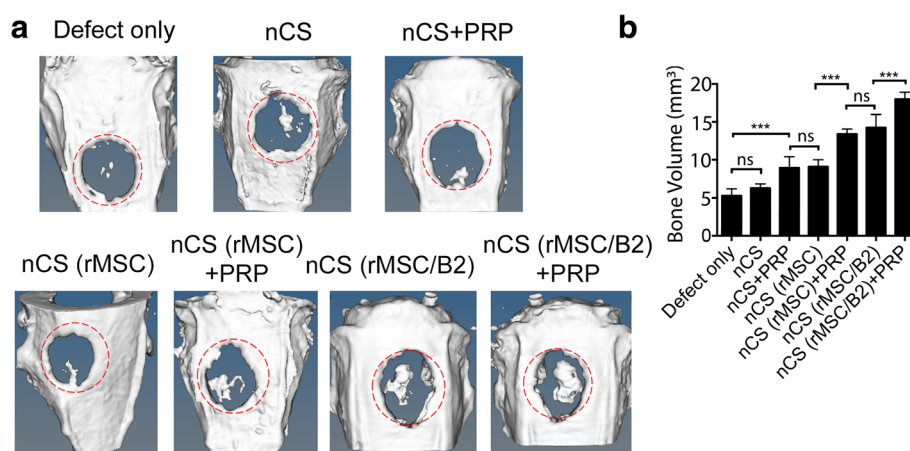 a
Defect only
nCS
nCS+PRP
nCS (rMSC)
nCS (rMSC)
+PRP
nCS (rMSC/B2)
nCS (rMSC/B2)
+PRP
b
Bone Volume (mm³)
20
15
10
5
0
ns
***
ns
***
ns
***
Defect only
nCS
nCS+PRP
nCS (rMSC)
nCS (rMSC)+PRP
nCS (rMSC/B2)
nCS (rMSC/B2)+PRP